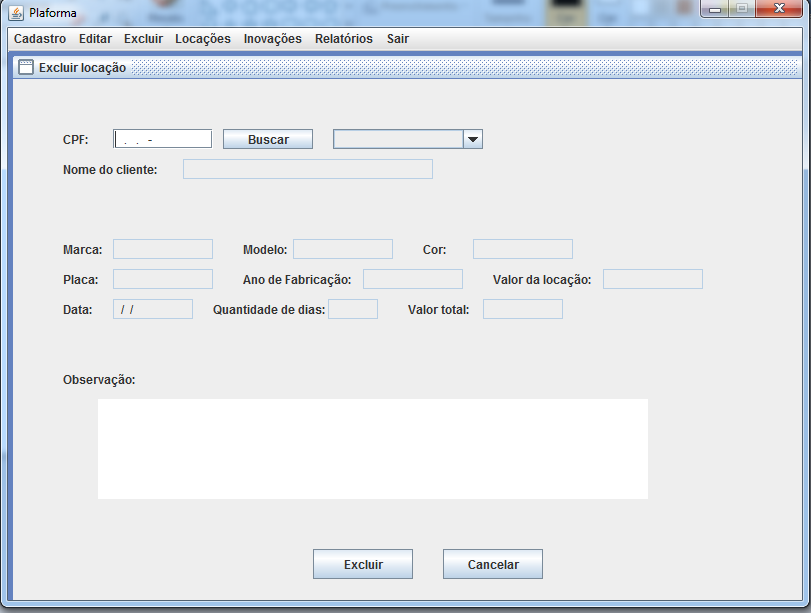 Plaforma
Cadastro Editar Excluir Locações Inovações Relatórios Sair
Excluir locação
CPF: . . - Buscar
Nome do cliente:
Marca: Modelo: Cor:
Placa: Ano de Fabricação: Valor da locação:
Data: / / Quantidade de dias: Valor total:
Observação:
Excluir Cancelar